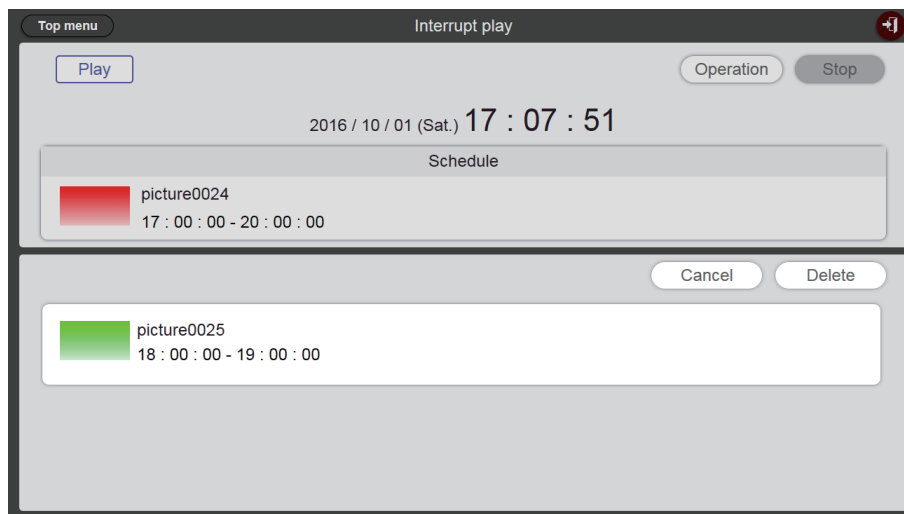 Top menu
Interrupt play
Play
Operation
Stop
2016 / 10 / 01 (Sat.) 17 : 07 : 51
Schedule
picture0024
17 : 00 : 00 - 20 : 00 : 00
Cancel
Delete
picture0025
18 : 00 : 00 - 19 : 00 : 00